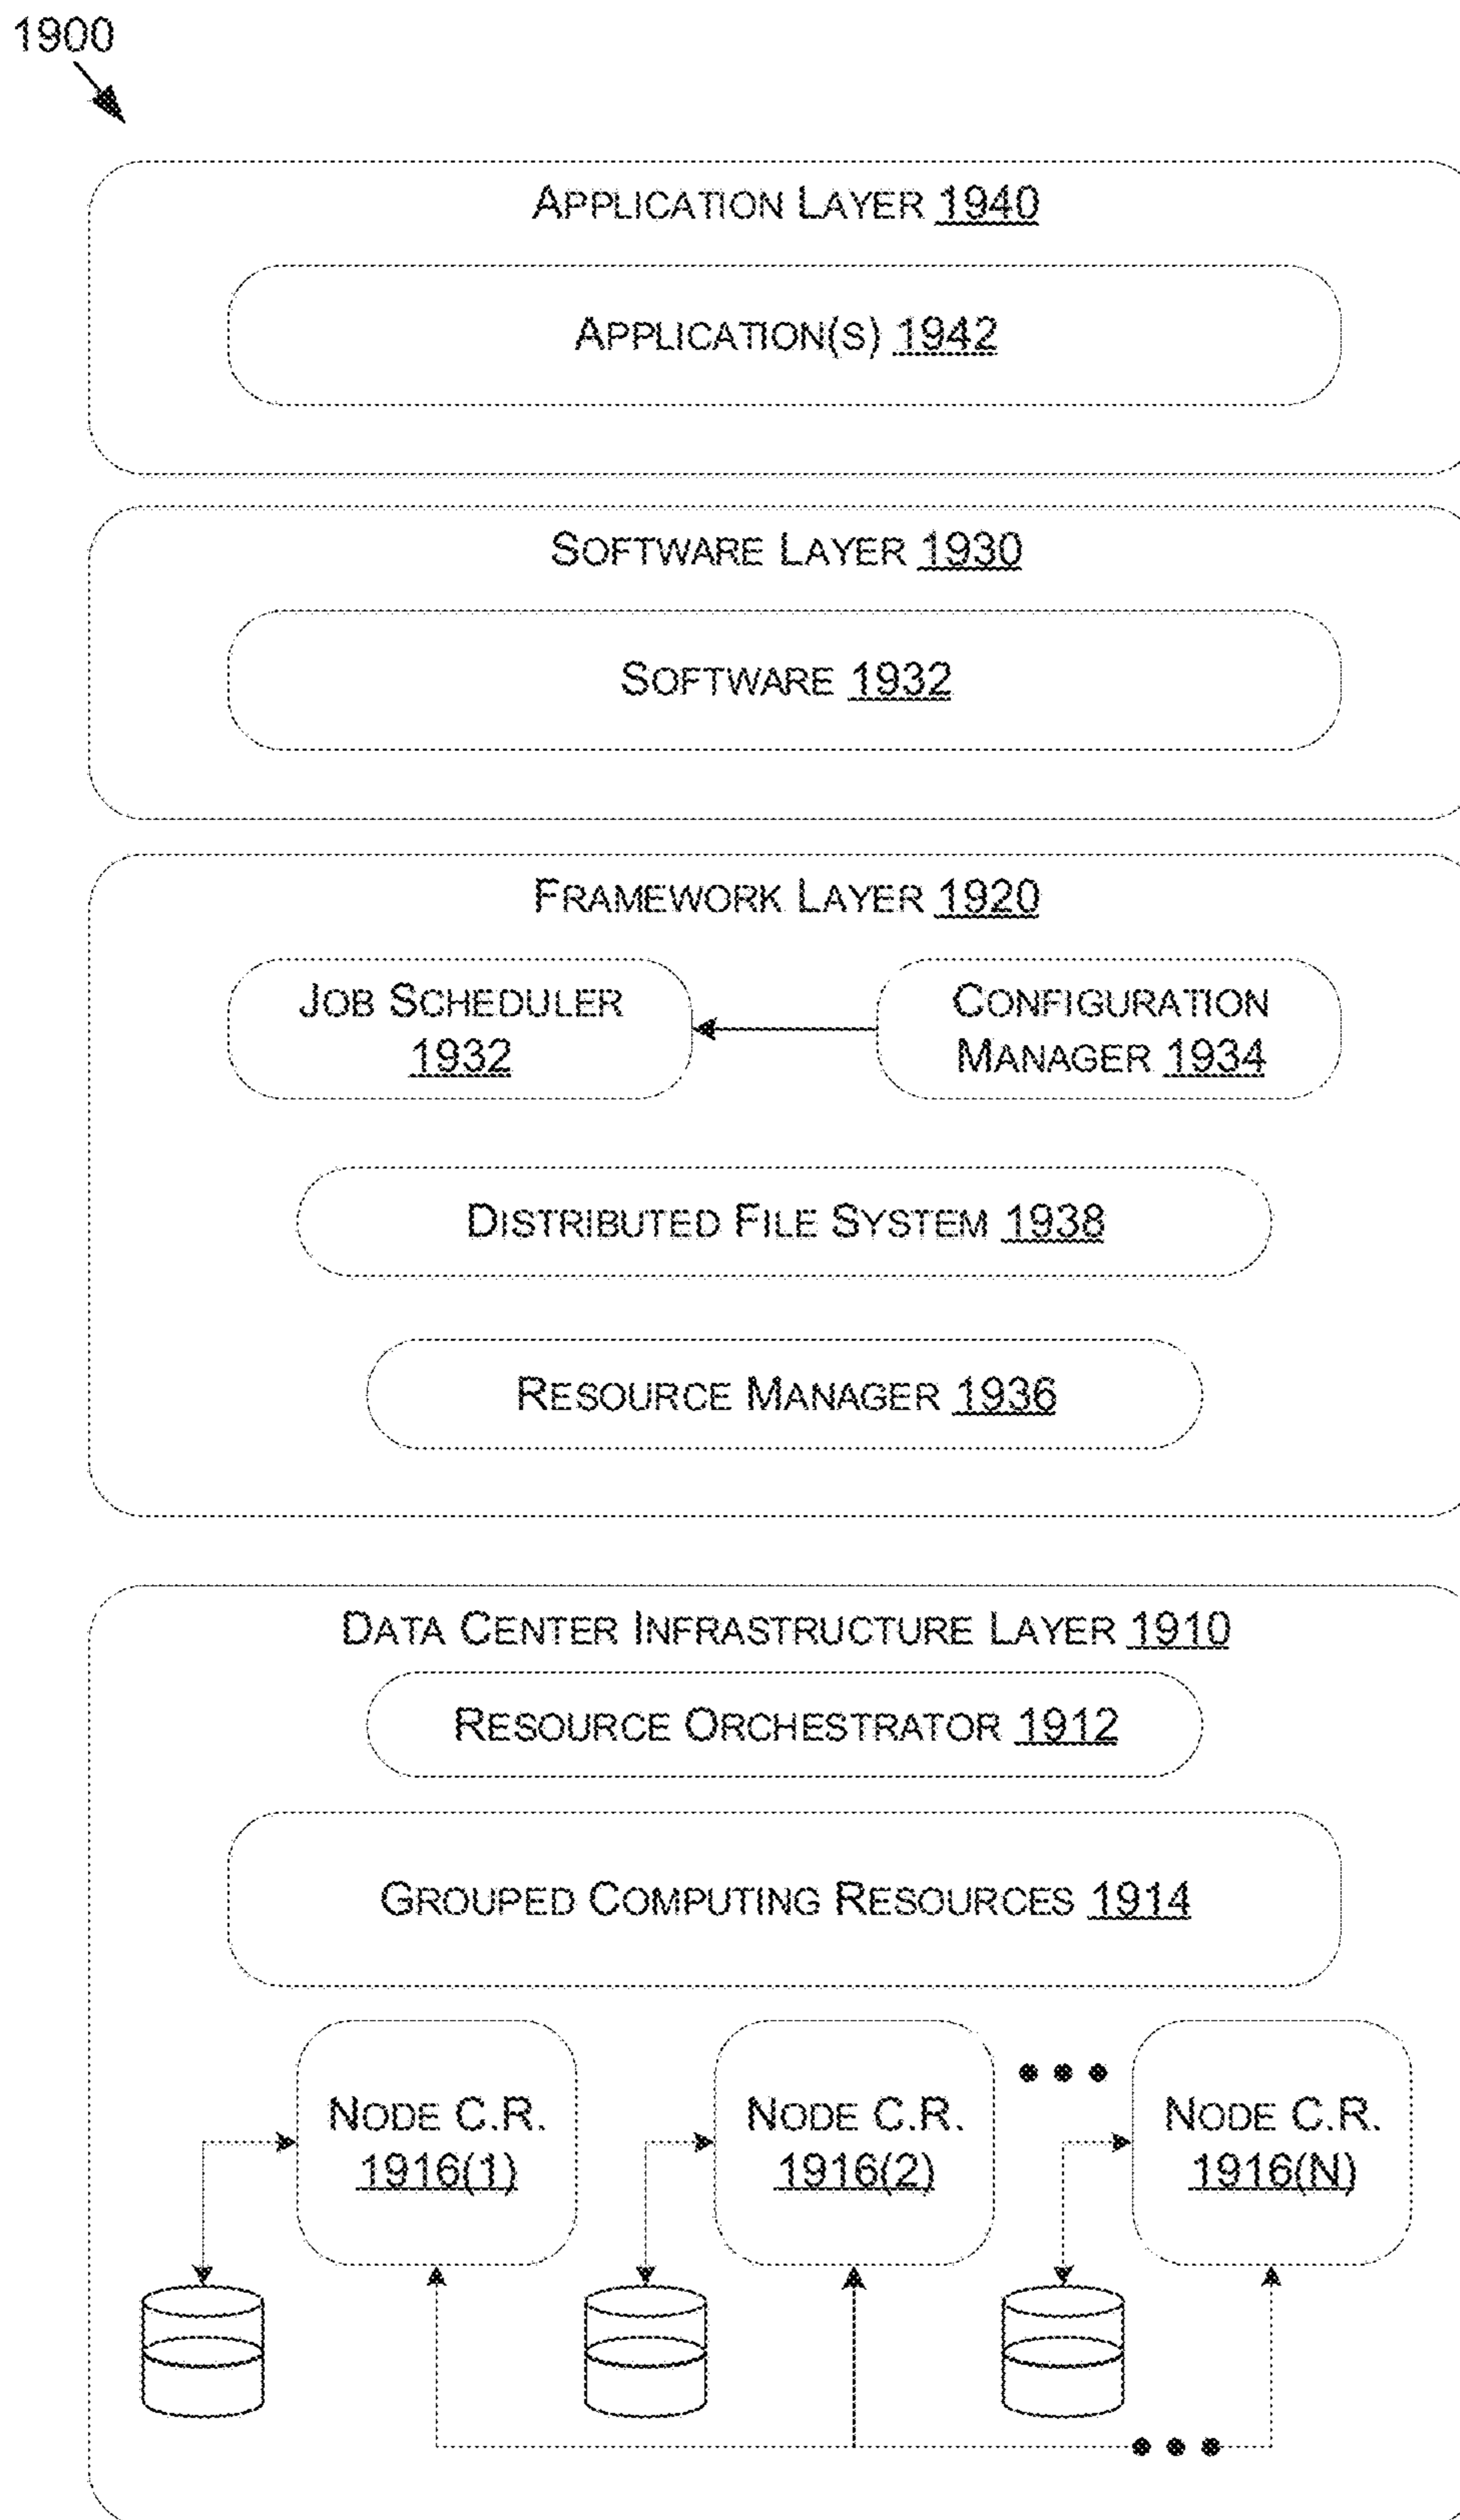 1900
APPLICATION LAYER 1940
APPLICATION(S) 1942
SOFTWARE LAYER 1930
SOFTWARE 1932
FRAMEWORK LAYER 1920
JOB SCHEDULER
1932
CONFIGURATION
MANAGER 1934
DISTRIBUTED FILE SYSTEM 1938
RESOURCE MANAGER 1936
DATA CENTER INFRASTRUCTURE LAYER 1910
RESOURCE ORCHESTRATOR 1912
GROUPED COMPUTING RESOURCES 1914
NODE C.R.
1916(1)
NODE C.R.
1916(2)
NODE C.R.
1916(N)